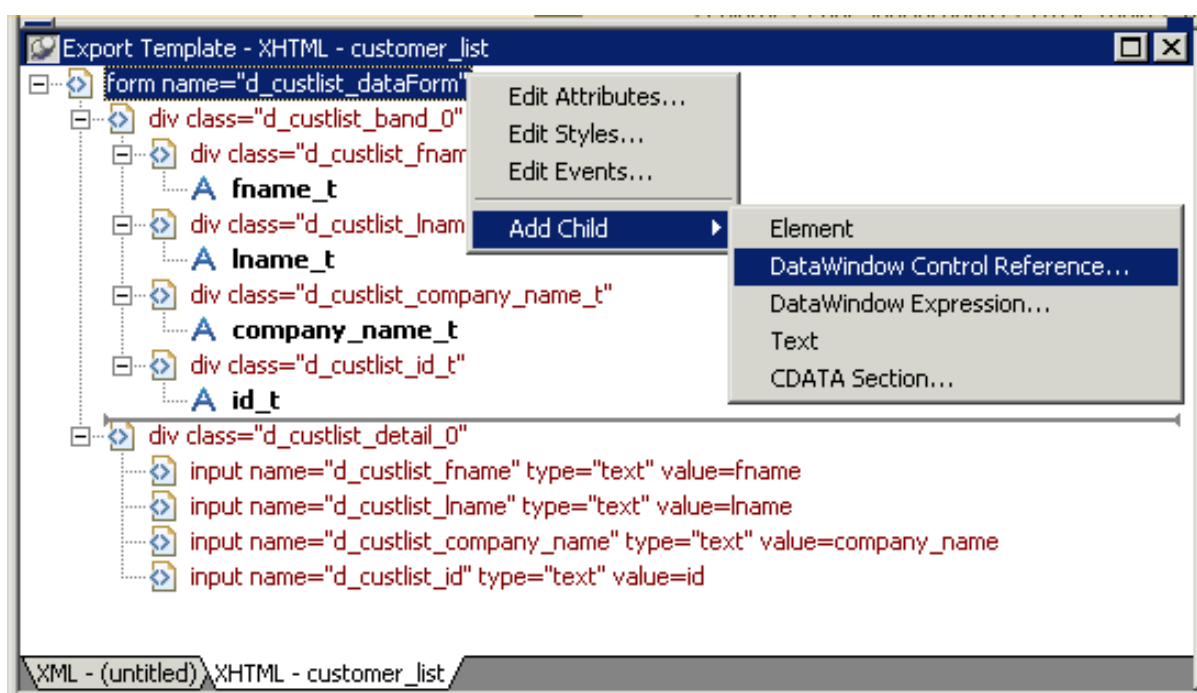 Export Template - XHTML - customer_list
form name="d_custlist_dataForm"
Edit Attributes...
div class="d_custlist_band_0"
Edit Styles...
div class="d_custlist_fnam
Edit Events...
fname_t
div class="d_custlist_lnam
Add Child
Element
lname_t
DataWindow Control Reference...
div class="d_custlist_company_name_t"
DataWindow Expression...
company_name_t
Text
div class="d_custlist_id_t"
CDATA Section...
id_t
div class="d_custlist_detail_0"
input name="d_custlist_fname" type="text" value=fname
input name="d_custlist_lname" type="text" value=lname
input name="d_custlist_company_name" type="text" value=company_name
input name="d_custlist_id" type="text" value=id
XML - (untitled) XHTML - customer_list